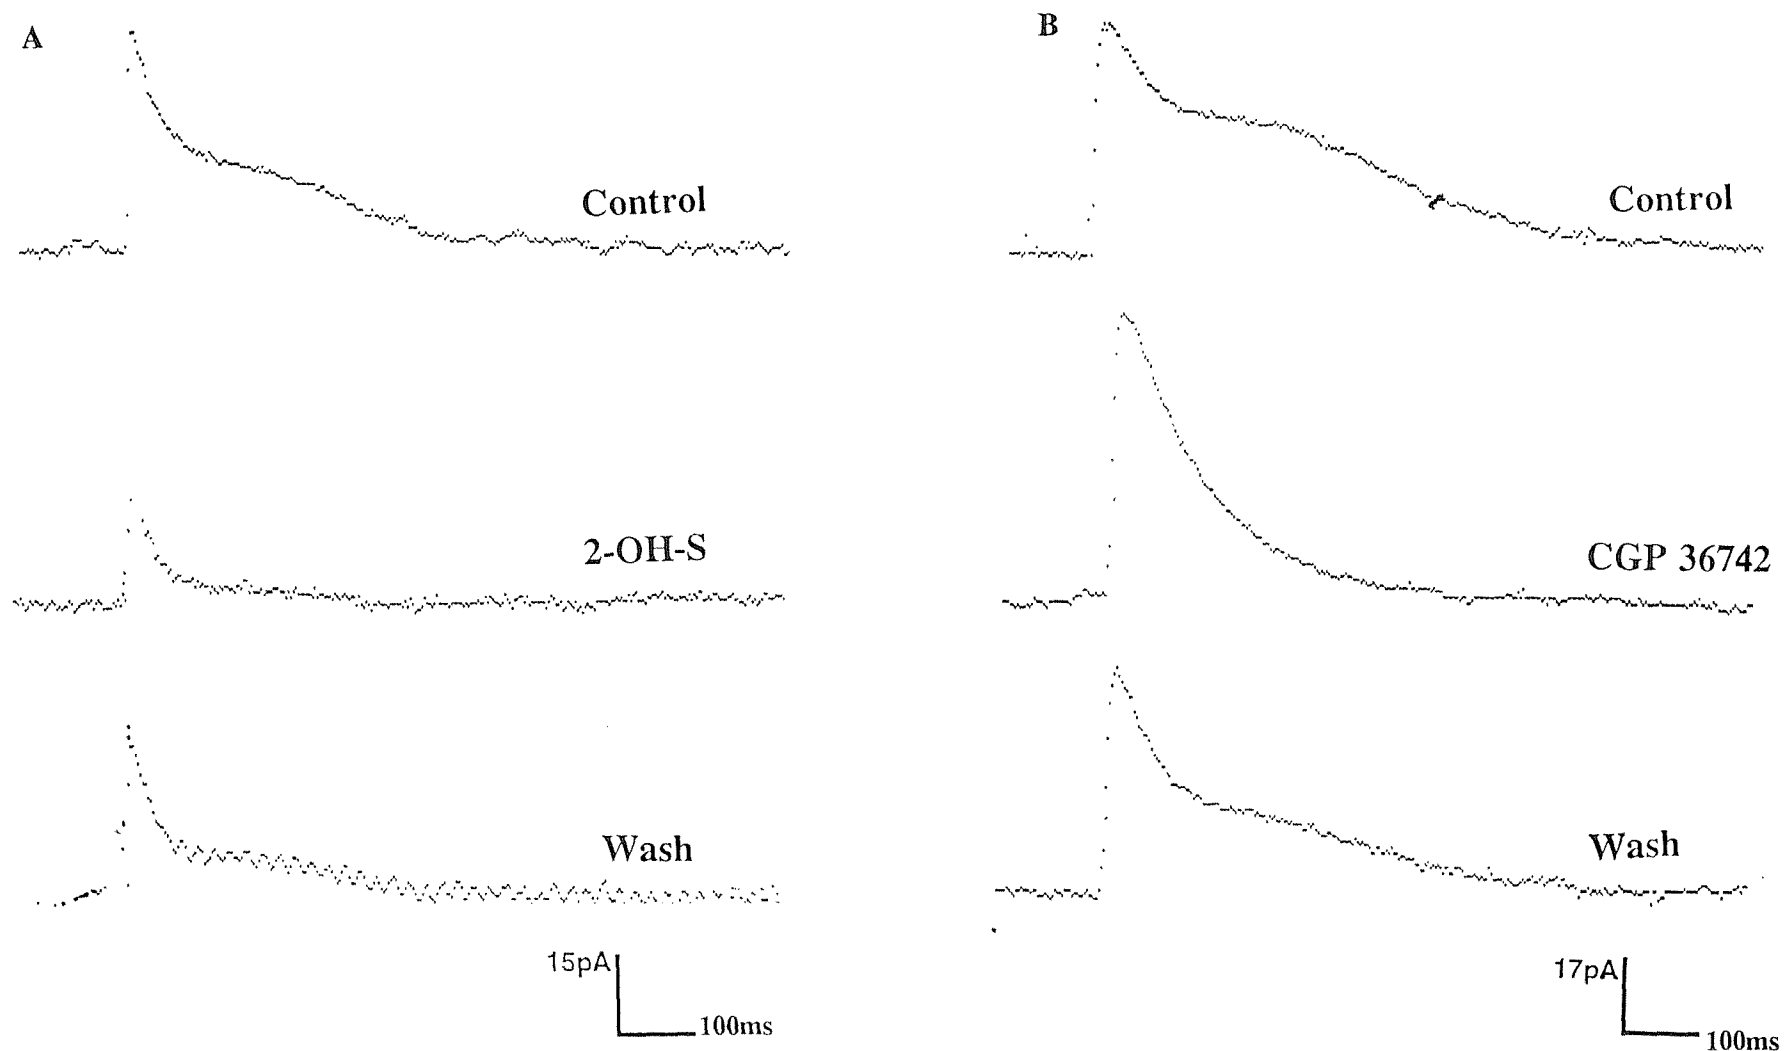 A
Control
2-OH-S
Wash
15pA
100ms
B
Control
CGP 36742
Wash
17pA
100ms